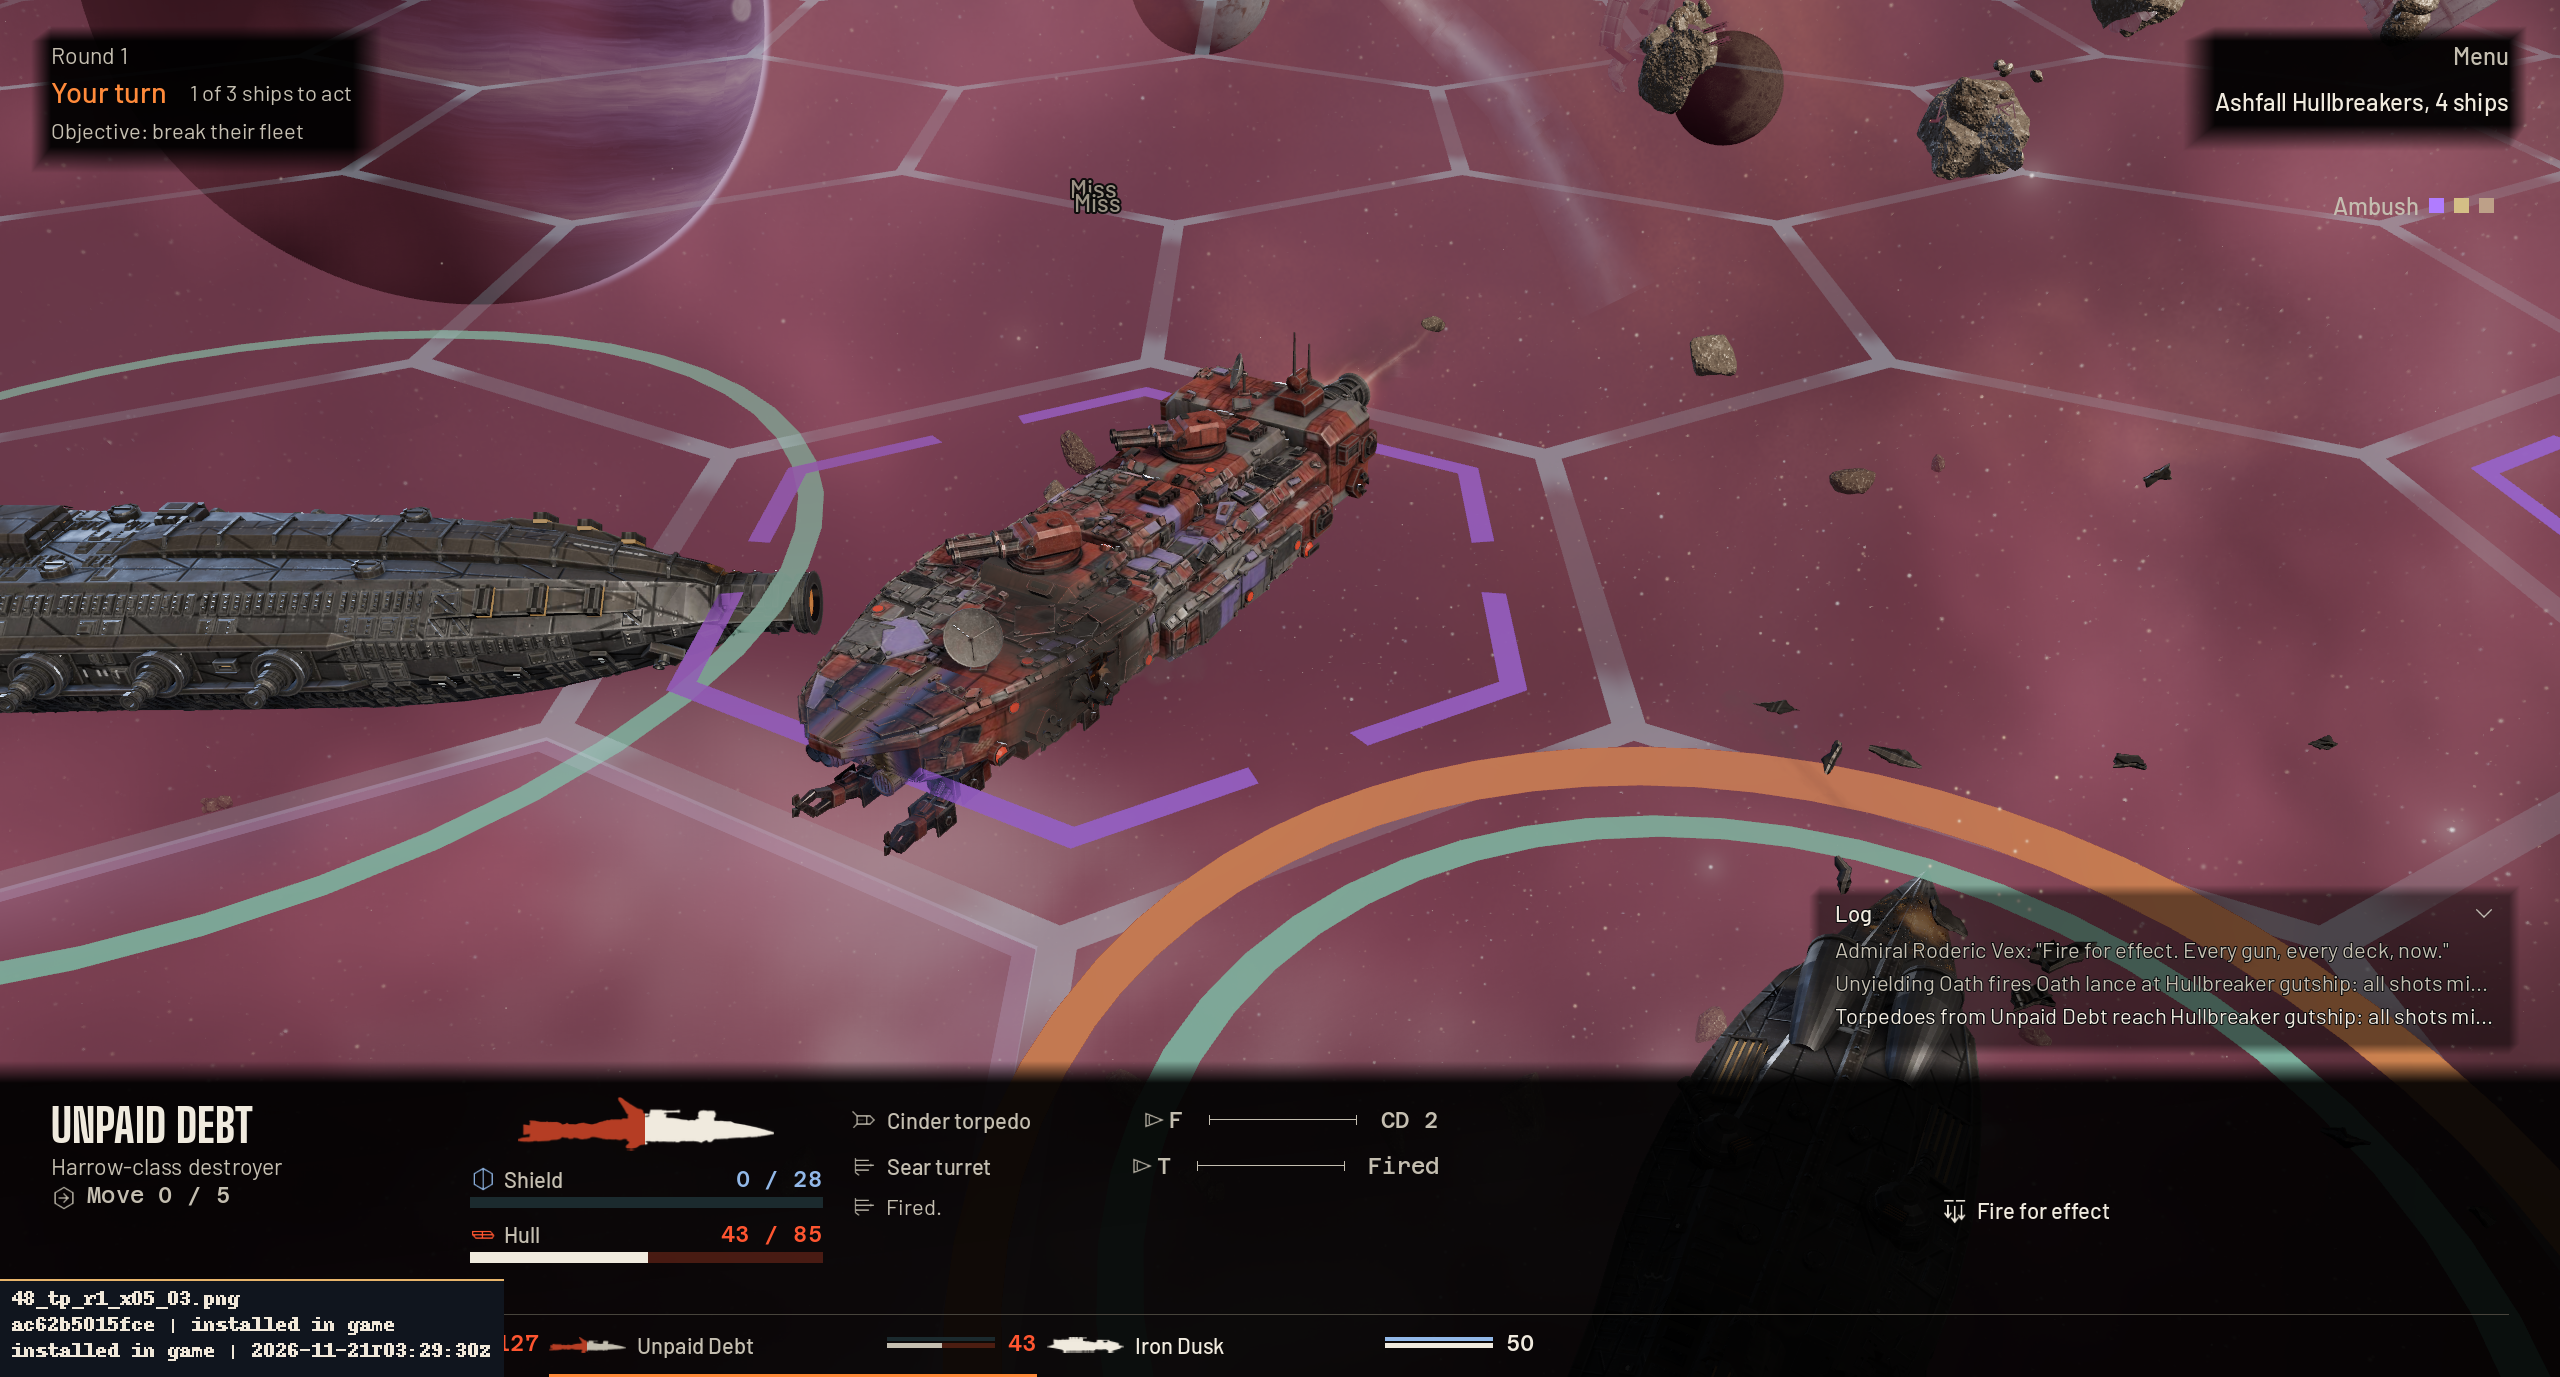 Round 1
Your turn 1 of 3 ships to act
Objective: break their fleet
Menu
Ashfall Hullbreakers, 4 ships
Ambush
Miss
Miss
Log
Admiral Roderic Vex: "Fire for effect. Every gun, every deck, now."
Unyielding Oath fires Oath lance at Hullbreaker gutship: all shots mi...
Torpedoes from Unpaid Debt reach Hullbreaker gutship: all shots mi...
UNPAID DEBT
Harrow-class destroyer
Move 0 / 5
Shield 0 / 28
Hull 43 / 85
Cinder torpedo F CD 2
Sear turret T Fired
Fired.
Fire for effect
48_tp_r1_x05_03.png
ac62b5015fce | installed in game
installed in game | 2026-11-21T03:29:30Z
127 Unpaid Debt 43 Iron Dusk 50